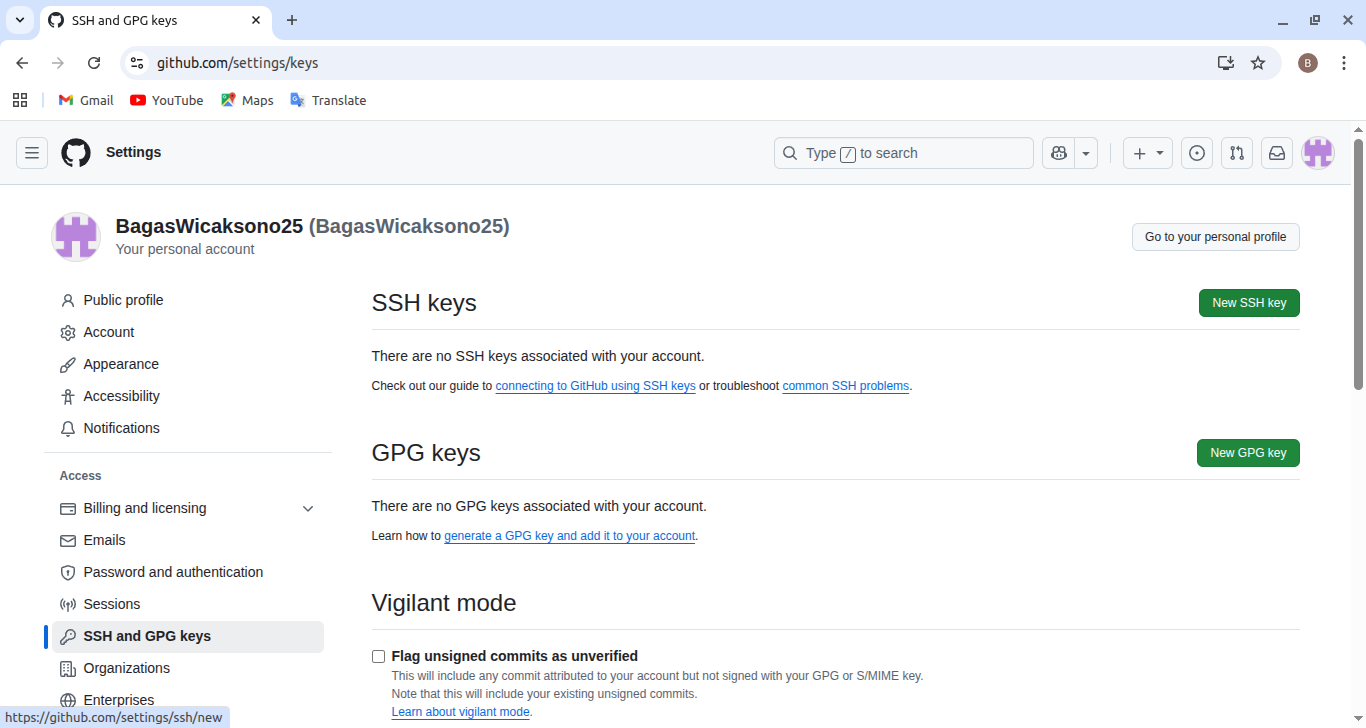 SSH and GPG keys
github.com/settings/keys
B
Gmail YouTube Maps Translate
Settings
Type / to search
BagasWicaksono25 (BagasWicaksono25)
Your personal account
Go to your personal profile
Public profile
Account
Appearance
Accessibility
Notifications
Access
Billing and licensing
Emails
Password and authentication
Sessions
SSH and GPG keys
Organizations
Enterprises
SSH keys
New SSH key
There are no SSH keys associated with your account.
Check out our guide to connecting to GitHub using SSH keys or troubleshoot common SSH problems.
GPG keys
New GPG key
There are no GPG keys associated with your account.
Learn how to generate a GPG key and add it to your account.
Vigilant mode
Flag unsigned commits as unverified
This will include any commit attributed to your account but not signed with your GPG or S/MIME key.
Note that this will include your existing unsigned commits.
Learn about vigilant mode.
https://github.com/settings/ssh/new